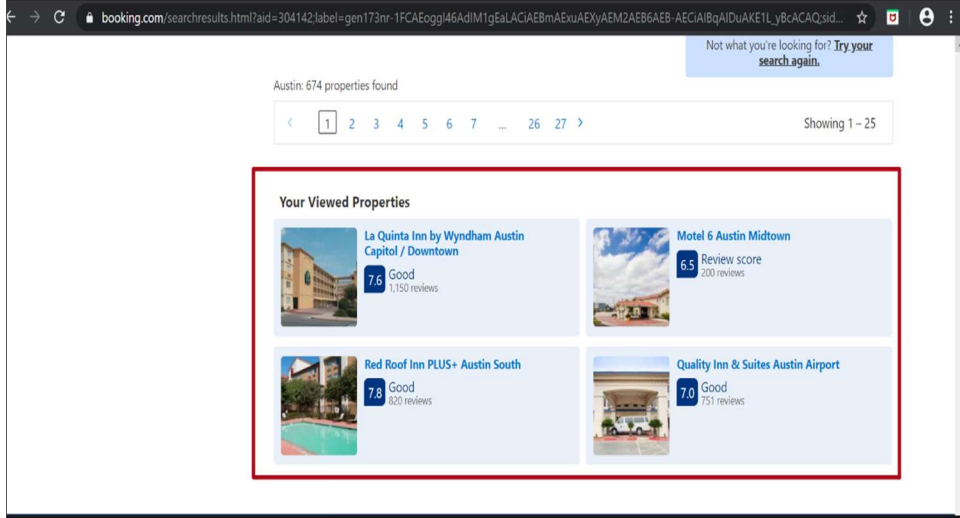 booking.com/searchresults.html?aid=304142;label=gen173nr-1FCAEoggI46AdIM1gEaLACiAEBmAExuAEXyAEM2AEB6AEB-AECiAIBqAIDuAKE1L_yBcACAQ;sid...
Not what you're looking for? Try your
search again.
Austin: 674 properties found
1 2 3 4 5 6 7 ... 26 27
Showing 1 – 25
Your Viewed Properties
La Quinta Inn by Wyndham Austin
Capitol / Downtown
7.6 Good
1,150 reviews
Motel 6 Austin Midtown
6.5 Review score
200 reviews
Red Roof Inn PLUS+ Austin South
7.8 Good
820 reviews
Quality Inn & Suites Austin Airport
7.0 Good
751 reviews